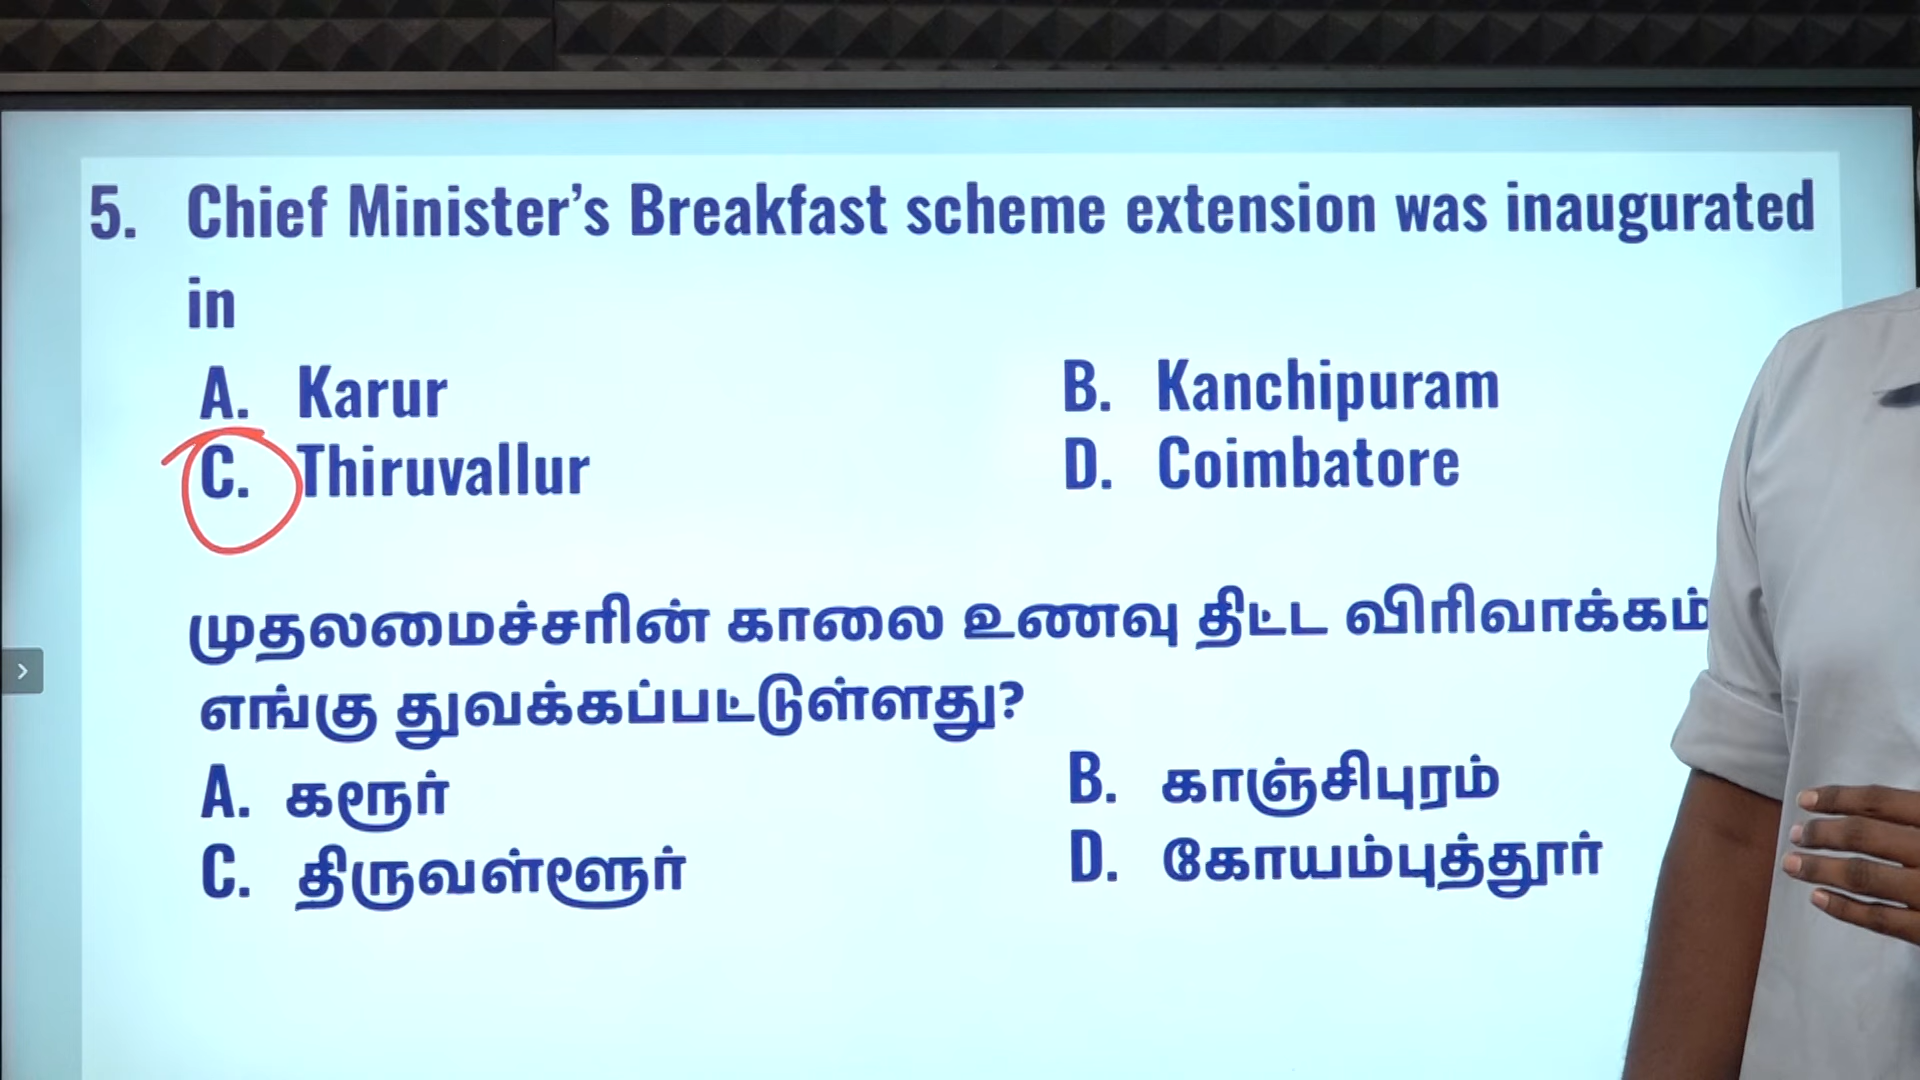 5. Chief Minister's Breakfast scheme extension was inaugurated
in
A. Karur B. Kanchipuram
C. Thiruvallur D. Coimbatore
முதலமைச்சரின் காலை உணவு திட்ட விரிவாக்கம்
எங்கு துவக்கப்பட்டுள்ளது?
A. கரூர் B. காஞ்சிபுரம்
C. திருவள்ளூர் D. கோயம்புத்தூர்